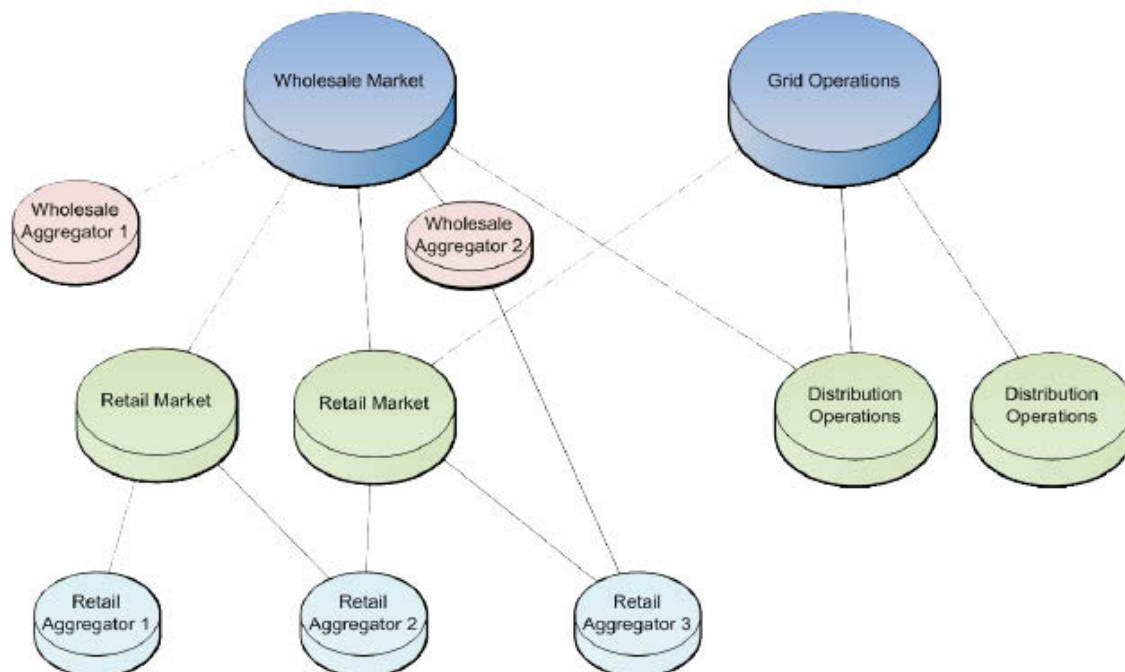 Wholesale Market
Grid Operations
Wholesale
Aggregator 1
Wholesale
Aggregator 2
Retail Market
Retail Market
Distribution
Operations
Distribution
Operations
Retail
Aggregator 1
Retail
Aggregator 2
Retail
Aggregator 3